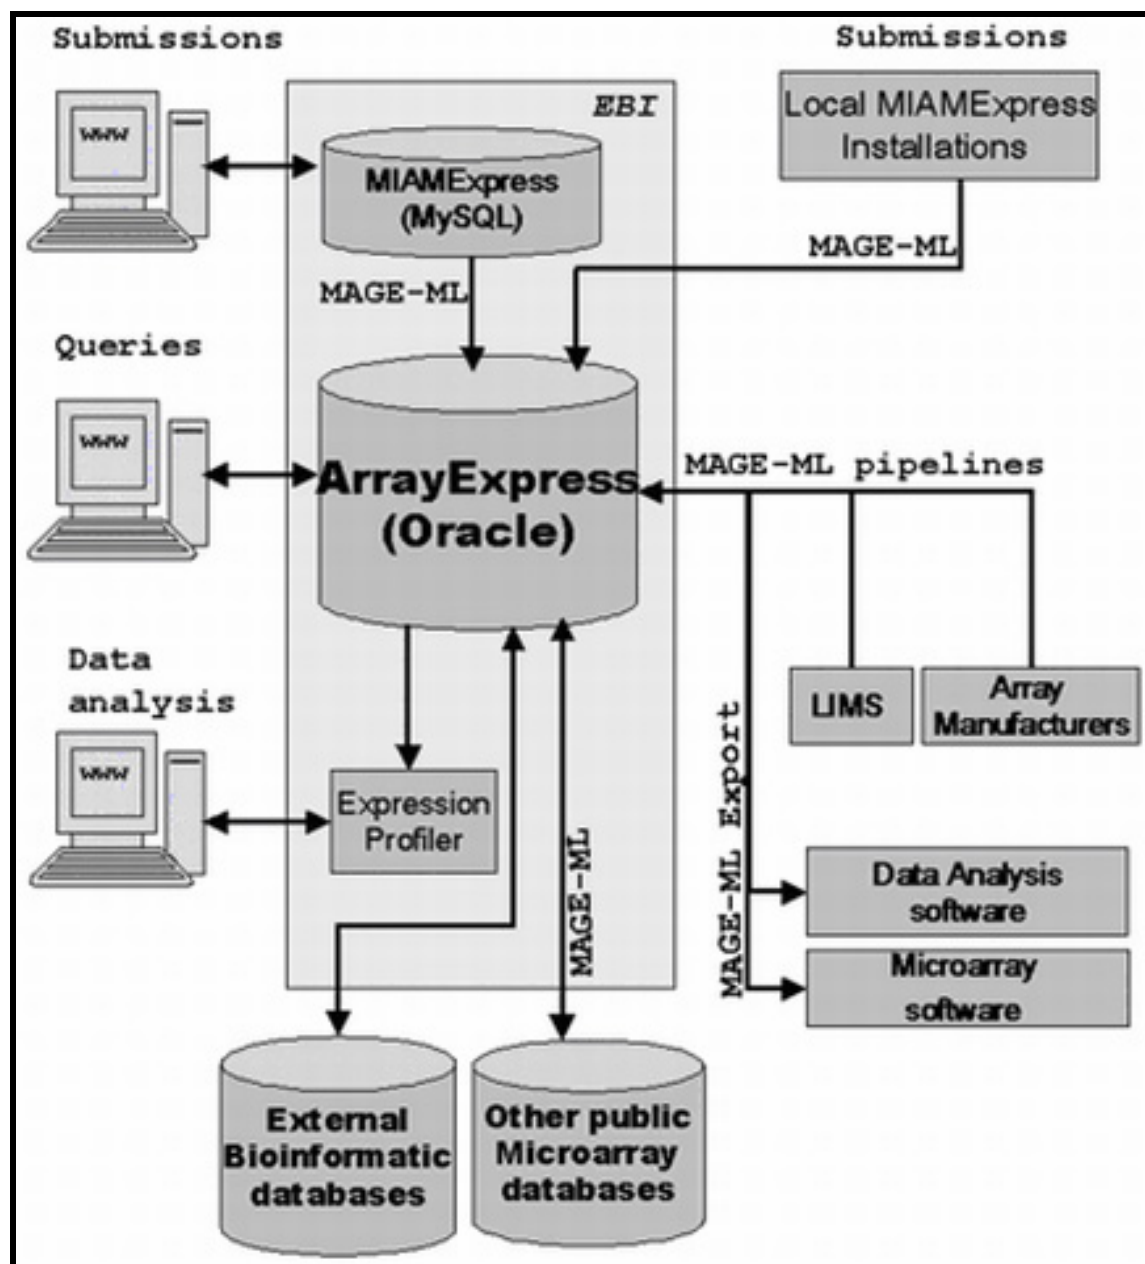 Submissions
Submissions
EBI
Local MIAMExpress
Installations
www
MIAMExpress
(MySQL)
MAGE-ML
MAGE-ML
Queries
www
ArrayExpress
(Oracle)
MAGE-ML pipelines
Data
analysis
www
LIMS
Array
Manufacturers
Expression
Profiler
MAGE-ML
MAGE-ML Export
Data Analysis
software
Microarray
software
External
Bioinformatic
databases
Other public
Microarray
databases